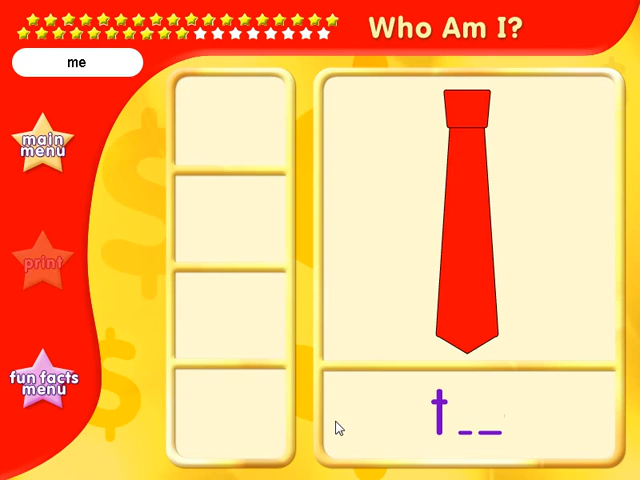 Who Am I?
me
main
menu
print
fun facts
menu
t _ _